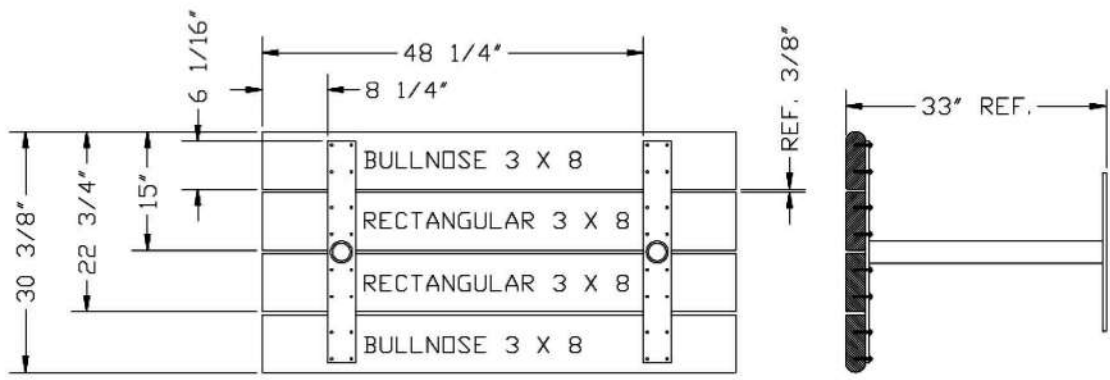 48 1/4"
8 1/4"
6 1/16"
REF. 3/8"
33" REF.
30 3/8"
22 3/4"
15"
BULLNOSE 3 X 8
RECTANGULAR 3 X 8
RECTANGULAR 3 X 8
BULLNOSE 3 X 8